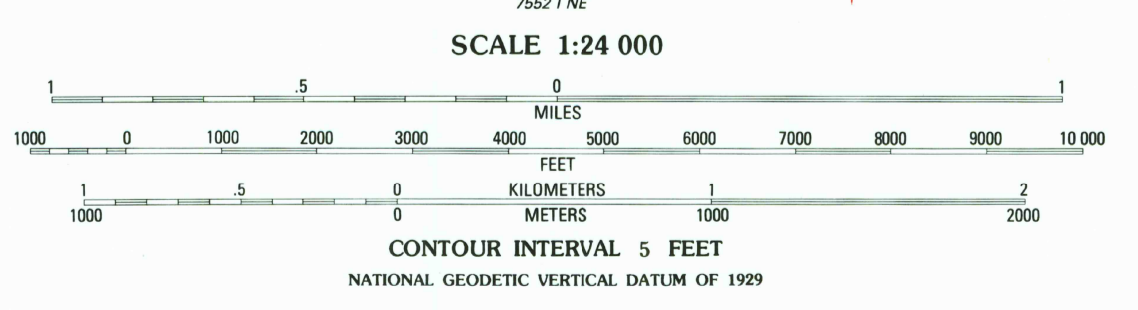 7552 I NE
SCALE 1:24 000
1 .5 0 1
MILES
1000 0 1000 2000 3000 4000 5000 6000 7000 8000 9000 10 000
FEET
1 .5 0 KILOMETERS 1 2
1000 0 METERS 1000 2000
CONTOUR INTERVAL 5 FEET
NATIONAL GEODETIC VERTICAL DATUM OF 1929